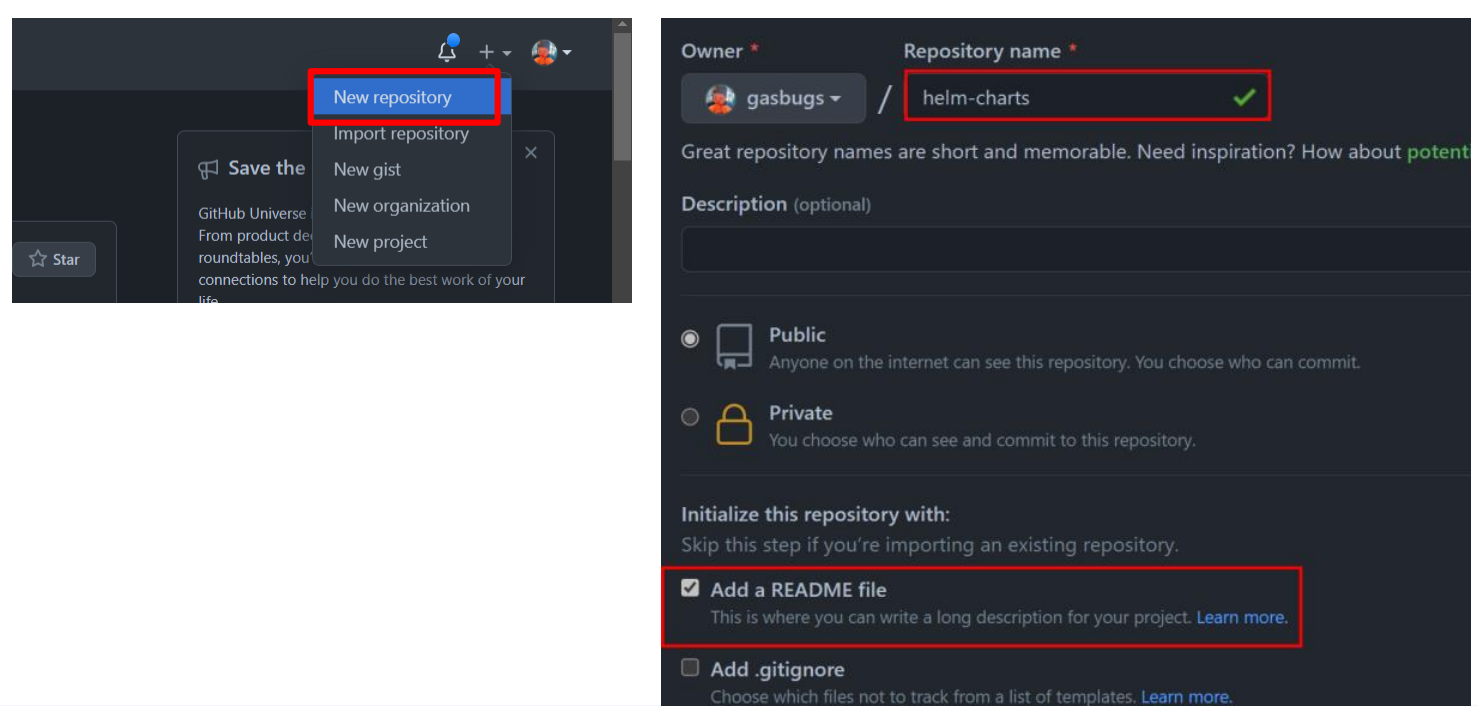 New repository
Import repository
New gist
New organization
New project
Save the
GitHub Universe
From product de
roundtables, you'
connections to help you do the best work of your
life
Star
Owner *
Repository name *
gasbugs
/
helm-charts
Great repository names are short and memorable. Need inspiration? How about potenti
Description (optional)
Public
Anyone on the internet can see this repository. You choose who can commit.
Private
You choose who can see and commit to this repository.
Initialize this repository with:
Skip this step if you're importing an existing repository.
Add a README file
This is where you can write a long description for your project. Learn more.
Add .gitignore
Choose which files not to track from a list of templates. Learn more.